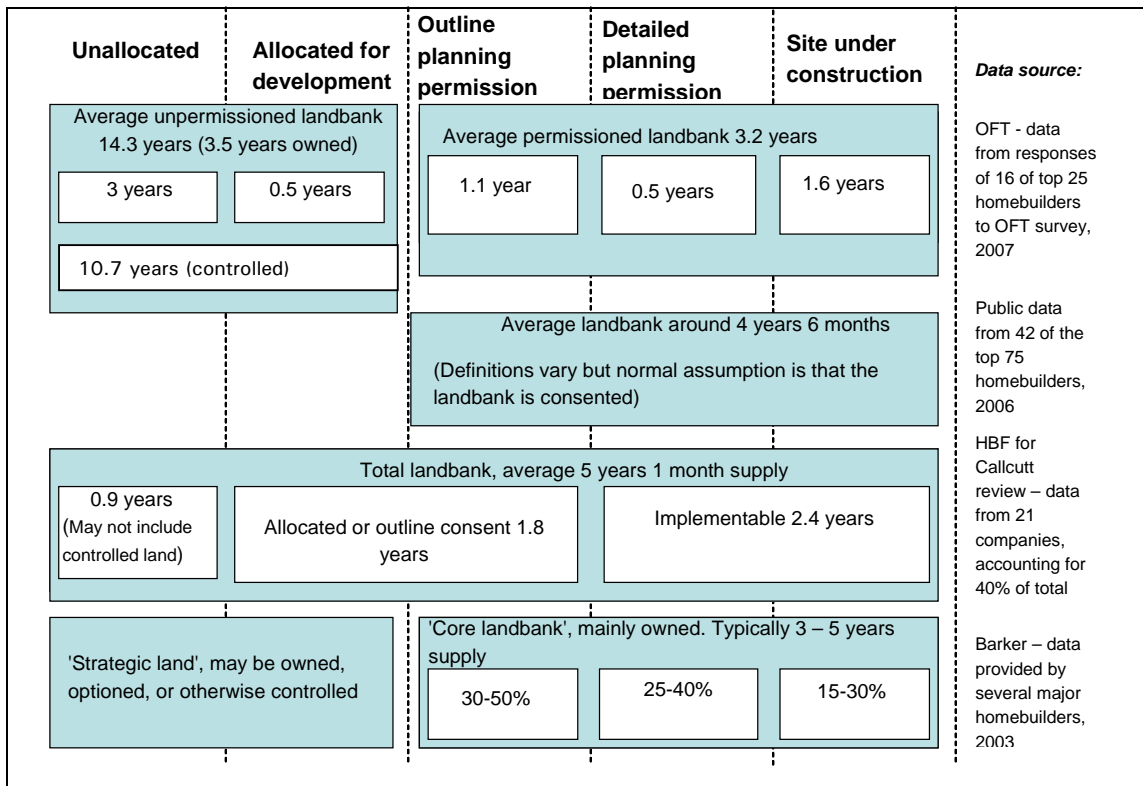 Unallocated
Allocated for
development
Outline
planning
permission
Detailed
planning
permission
Site under
construction
Data source:
Average unpermissioned landbank
14.3 years (3.5 years owned)
3 years
0.5 years
10.7 years (controlled)
Average permissioned landbank 3.2 years
1.1 year
0.5 years
1.6 years
OFT - data
from responses
of 16 of top 25
homebuilders
to OFT survey,
2007
Average landbank around 4 years 6 months
(Definitions vary but normal assumption is that the
landbank is consented)
Public data
from 42 of the
top 75
homebuilders,
2006
Total landbank, average 5 years 1 month supply
0.9 years
(May not include
controlled land)
Allocated or outline consent 1.8
years
Implementable 2.4 years
HBF for
Callcutt
review – data
from 21
companies,
accounting for
40% of total
'Strategic land', may be owned,
optioned, or otherwise controlled
'Core landbank', mainly owned. Typically 3 – 5 years
supply
30-50%
25-40%
15-30%
Barker – data
provided by
several major
homebuilders,
2003